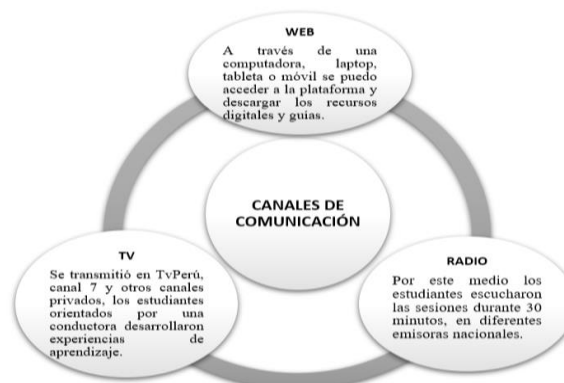 WEB
A través de una
computadora, laptop,
tableta o móvil se puedo
acceder a la plataforma y
descargar los recursos
digitales y guías.
CANALES DE
COMUNICACIÓN
TV
Se transmitió en TvPerú,
canal 7 y otros canales
privados, los estudiantes
orientados por una
conductora desarrollaron
experiencias de
aprendizaje.
RADIO
Por este medio los
estudiantes escucharon
las sesiones durante 30
minutos, en diferentes
emisoras nacionales.